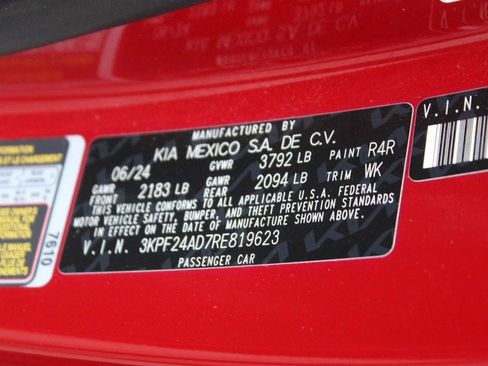 MANUFACTURED BY
KIA MEXICO S.A. DE C.V.
06/24 GVWR 3792 LB PAINT R4R
GAWR FRONT 2183 LB GAWR REAR 2094 LB TRIM WK
THIS VEHICLE CONFORMS TO ALL APPLICABLE U.S.A. FEDERAL
MOTOR VEHICLE SAFETY, BUMPER, AND THEFT PREVENTION STANDARDS
IN EFFECT ON THE DATE OF MANUFACTURE SHOWN ABOVE.
V.I.N. 3KPF24AD7RE819623
PASSENGER CAR
V.I.N.
7610